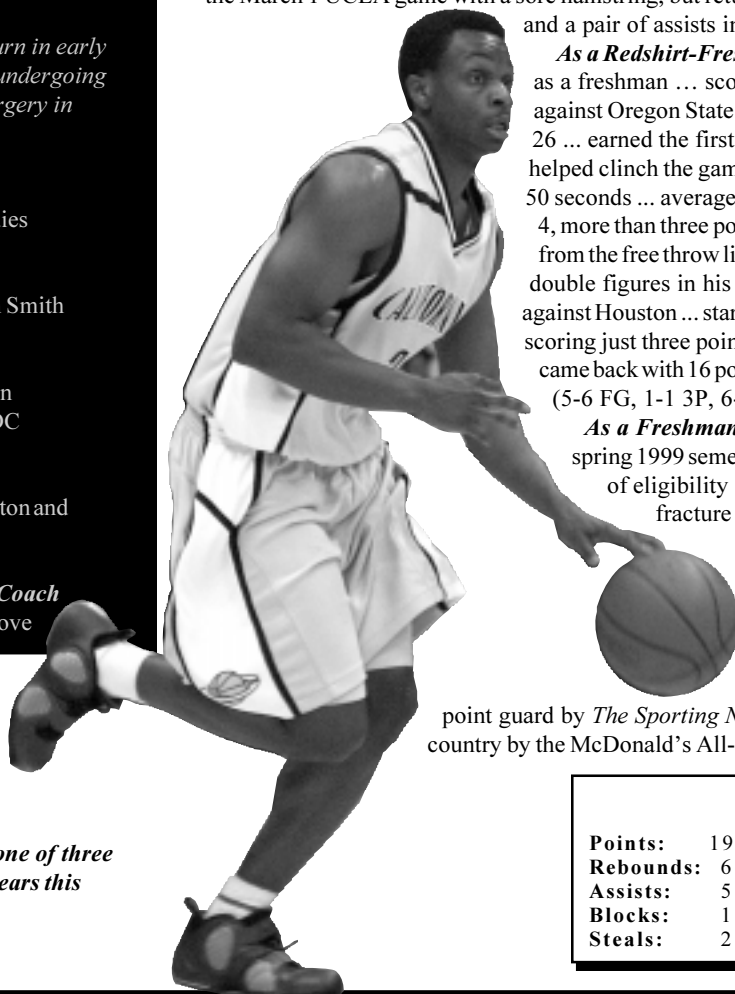 urn in early
undergoing
rgery in
ies
Smith
n
OC
ton and
Coach
ove
one of three
ears this
the March 1 UCLA game with a sore hamstring, but retu
and a pair of assists in
As a Redshirt-Fres
as a freshman … sco
against Oregon State
26 ... earned the first
helped clinch the gam
50 seconds ... average
4, more than three po
from the free throw li
double figures in his
against Houston ... star
scoring just three poin
came back with 16 po
(5-6 FG, 1-1 3P, 6-
As a Freshman
spring 1999 seme
of eligibility
fracture
CALIFORN
point guard by The Sporting N
country by the McDonald's All-
Points: 19
Rebounds: 6
Assists: 5
Blocks: 1
Steals: 2